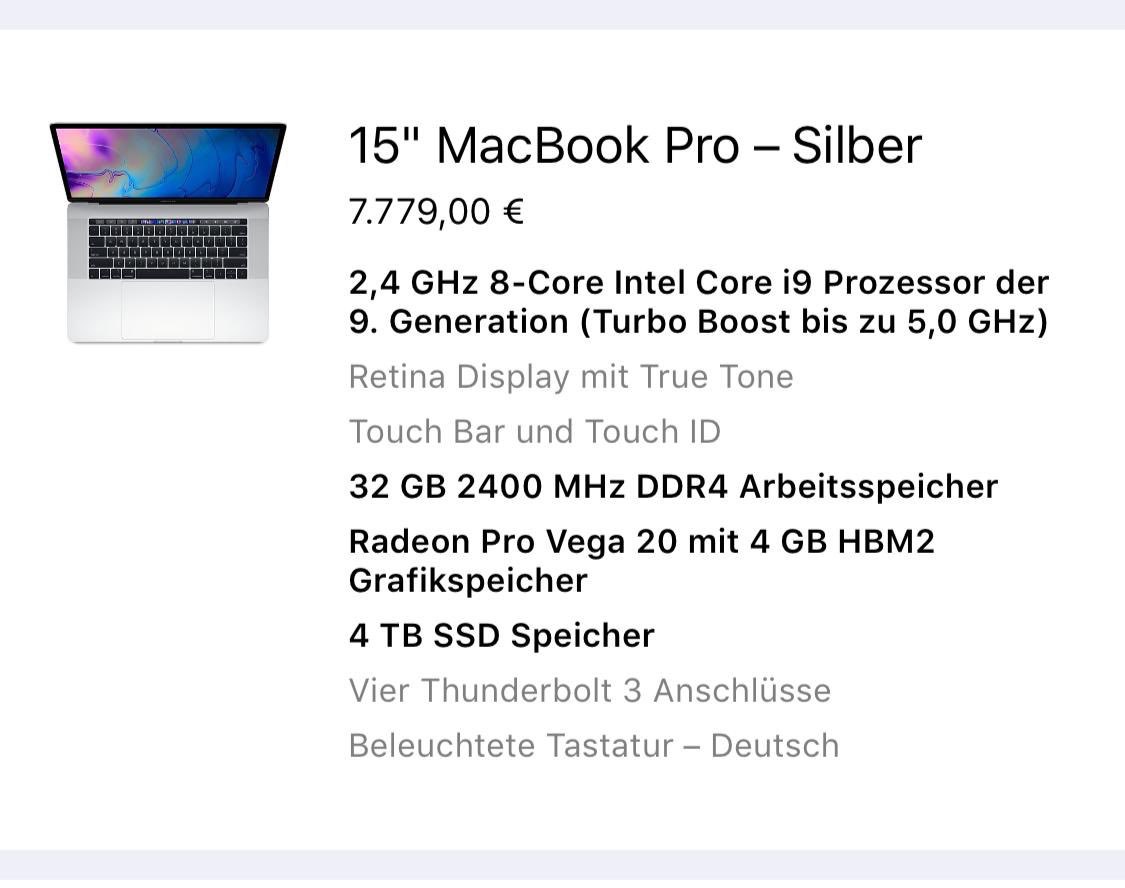 15" MacBook Pro – Silber
7.779,00 €
2,4 GHz 8-Core Intel Core i9 Prozessor der
9. Generation (Turbo Boost bis zu 5,0 GHz)
Retina Display mit True Tone
Touch Bar und Touch ID
32 GB 2400 MHz DDR4 Arbeitsspeicher
Radeon Pro Vega 20 mit 4 GB HBM2
Grafikspeicher
4 TB SSD Speicher
Vier Thunderbolt 3 Anschlüsse
Beleuchtete Tastatur – Deutsch